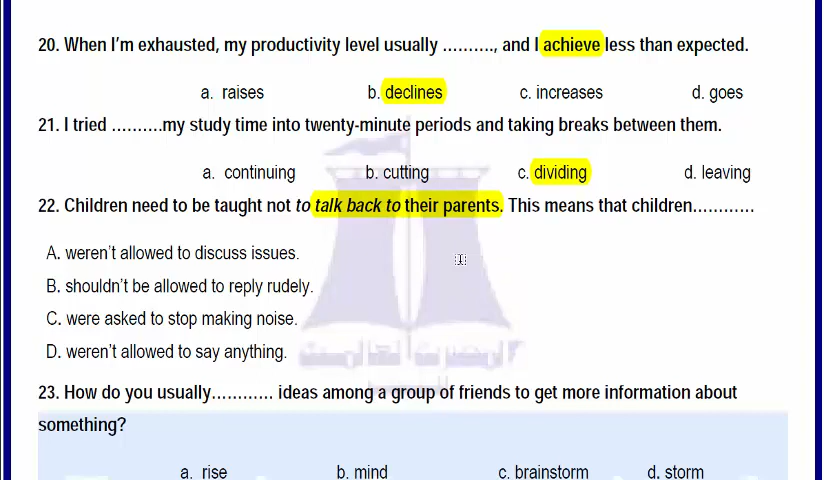 20. When I'm exhausted, my productivity level usually ………., and I achieve less than expected.
a. raises b. declines c. increases d. goes
21. I tried ……….my study time into twenty-minute periods and taking breaks between them.
a. continuing b. cutting c. dividing d. leaving
22. Children need to be taught not to talk back to their parents. This means that children…………
A. weren't allowed to discuss issues.
B. shouldn't be allowed to reply rudely.
C. were asked to stop making noise.
D. weren't allowed to say anything.
23. How do you usually………… ideas among a group of friends to get more information about
something?
a. rise b. mind c. brainstorm d. storm